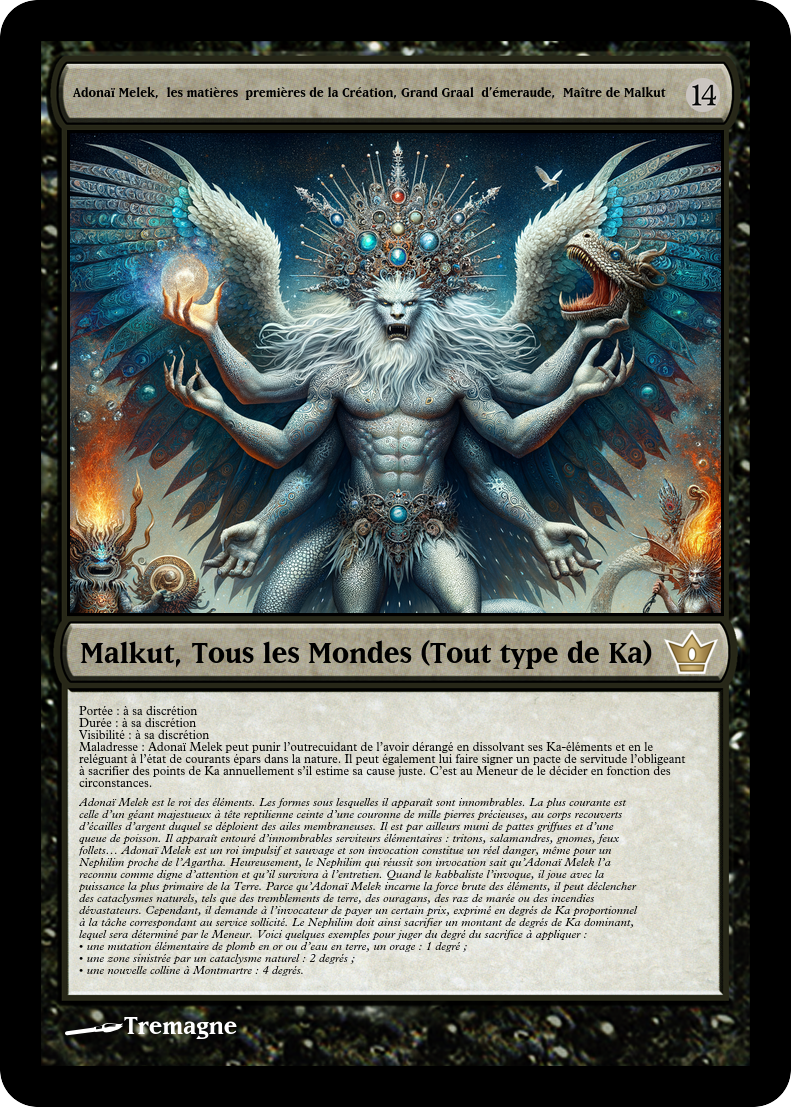 Adonaï Melek, les matières premières de la Création, Grand Graal d'émeraude, Maître de Malkut
14
Malkut, Tous les Mondes (Tout type de Ka)
Portée : à sa discrétion
Durée : à sa discrétion
Visibilité : à sa discrétion
Maladresse : Adonaï Melek peut punir l'outrecuidant de l'avoir dérangé en dissolvant ses Ka-éléments et en le
reléguant à l'état de courants épars dans la nature. Il peut également lui faire signer un pacte de servitude l'obligeant
à sacrifier des points de Ka annuellement s'il estime sa cause juste. C'est au Meneur de le décider en fonction des
circonstances.
Adonaï Melek est le roi des éléments. Les formes sous lesquelles il apparaît sont innombrables. La plus courante est
celle d'un géant majestueux à tête reptilienne ceinte d'une couronne de mille pierres précieuses, au corps recouverts
d'écailles d'argent duquel se déploient des ailes membraneuses. Il est par ailleurs muni de pattes griffues et d'une
queue de poisson. Il apparaît entouré d'innombrables serviteurs élémentaires : tritons, salamandres, gnomes, feux
follets… Adonaï Melek est un roi impulsif et sauvage et son invocation constitue un réel danger, même pour un
Nephilim proche de l'Agartha. Heureusement, le Nephilim qui réussit son invocation sait qu'Adonaï Melek l'a
reconnu comme digne d'attention et qu'il survivra à l'entretien. Quand le kabbaliste l'invoque, il joue avec la
puissance la plus primaire de la Terre. Parce qu'Adonaï Melek incarne la force brute des éléments, il peut déclencher
des cataclysmes naturels, tels que des tremblements de terre, des ouragans, des raz de marée ou des incendies
dévastateurs. Cependant, il demande à l'invocateur de payer un certain prix, exprimé en degrés de Ka proportionnel
à la tâche correspondant au service sollicité. Le Nephilim doit ainsi sacrifier un montant de degrés de Ka dominant,
lequel sera déterminé par le Meneur. Voici quelques exemples pour juger du degré du sacrifice à appliquer :
• une mutation élémentaire de plomb en or ou d'eau en terre, un orage : 1 degré ;
• une zone sinistrée par un cataclysme naturel : 2 degrés ;
• une nouvelle colline à Montmartre : 4 degrés.
Tremagne